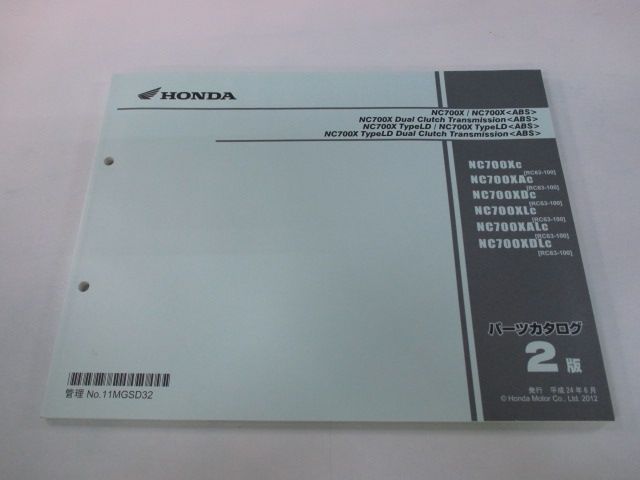 HONDA
NC700X / NC700X<ABS>
NC700X Dual Clutch Transmission<ABS>
NC700X TypeLD / NC700X TypeLD<ABS>
NC700X TypeLD Dual Clutch Transmission<ABS>
NC700Xc
[RC63-100]
NC700XAc
[RC63-100]
NC700XDc
[RC63-100]
NC700XLc
[RC63-100]
NC700XALc
[RC63-100]
NC700XDLc
[RC63-100]
パーツカタログ
2版
発行 平成24年6月
© Honda Motor Co., Ltd. 2012
管理 No.11MGSD32